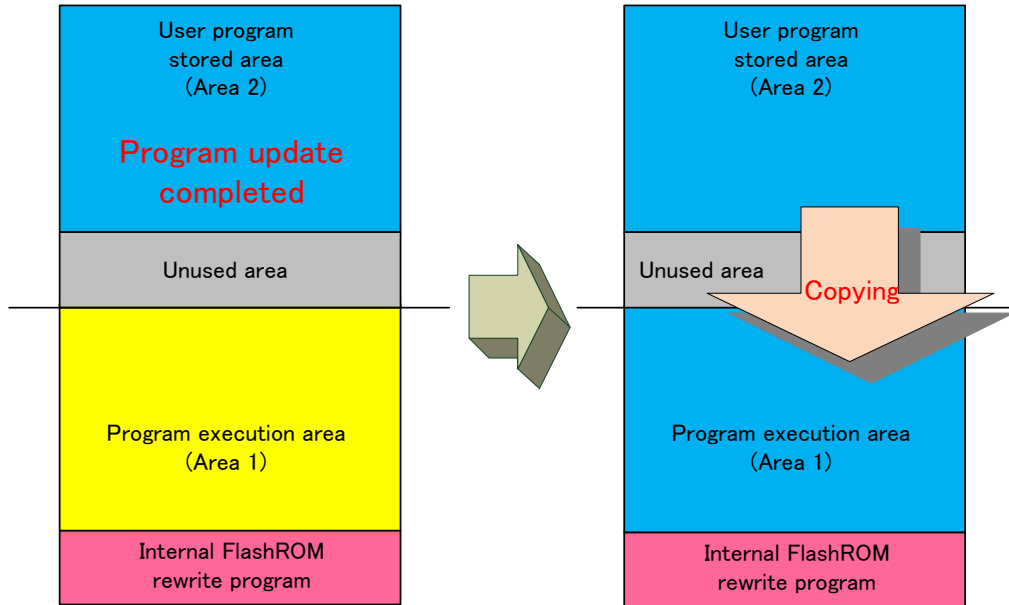 User program
stored area
(Area 2)
Program update
completed
Unused area
Program execution area
(Area 1)
Internal FlashROM
rewrite program
User program
stored area
(Area 2)
Unused area
Copying
Program execution area
(Area 1)
Internal FlashROM
rewrite program